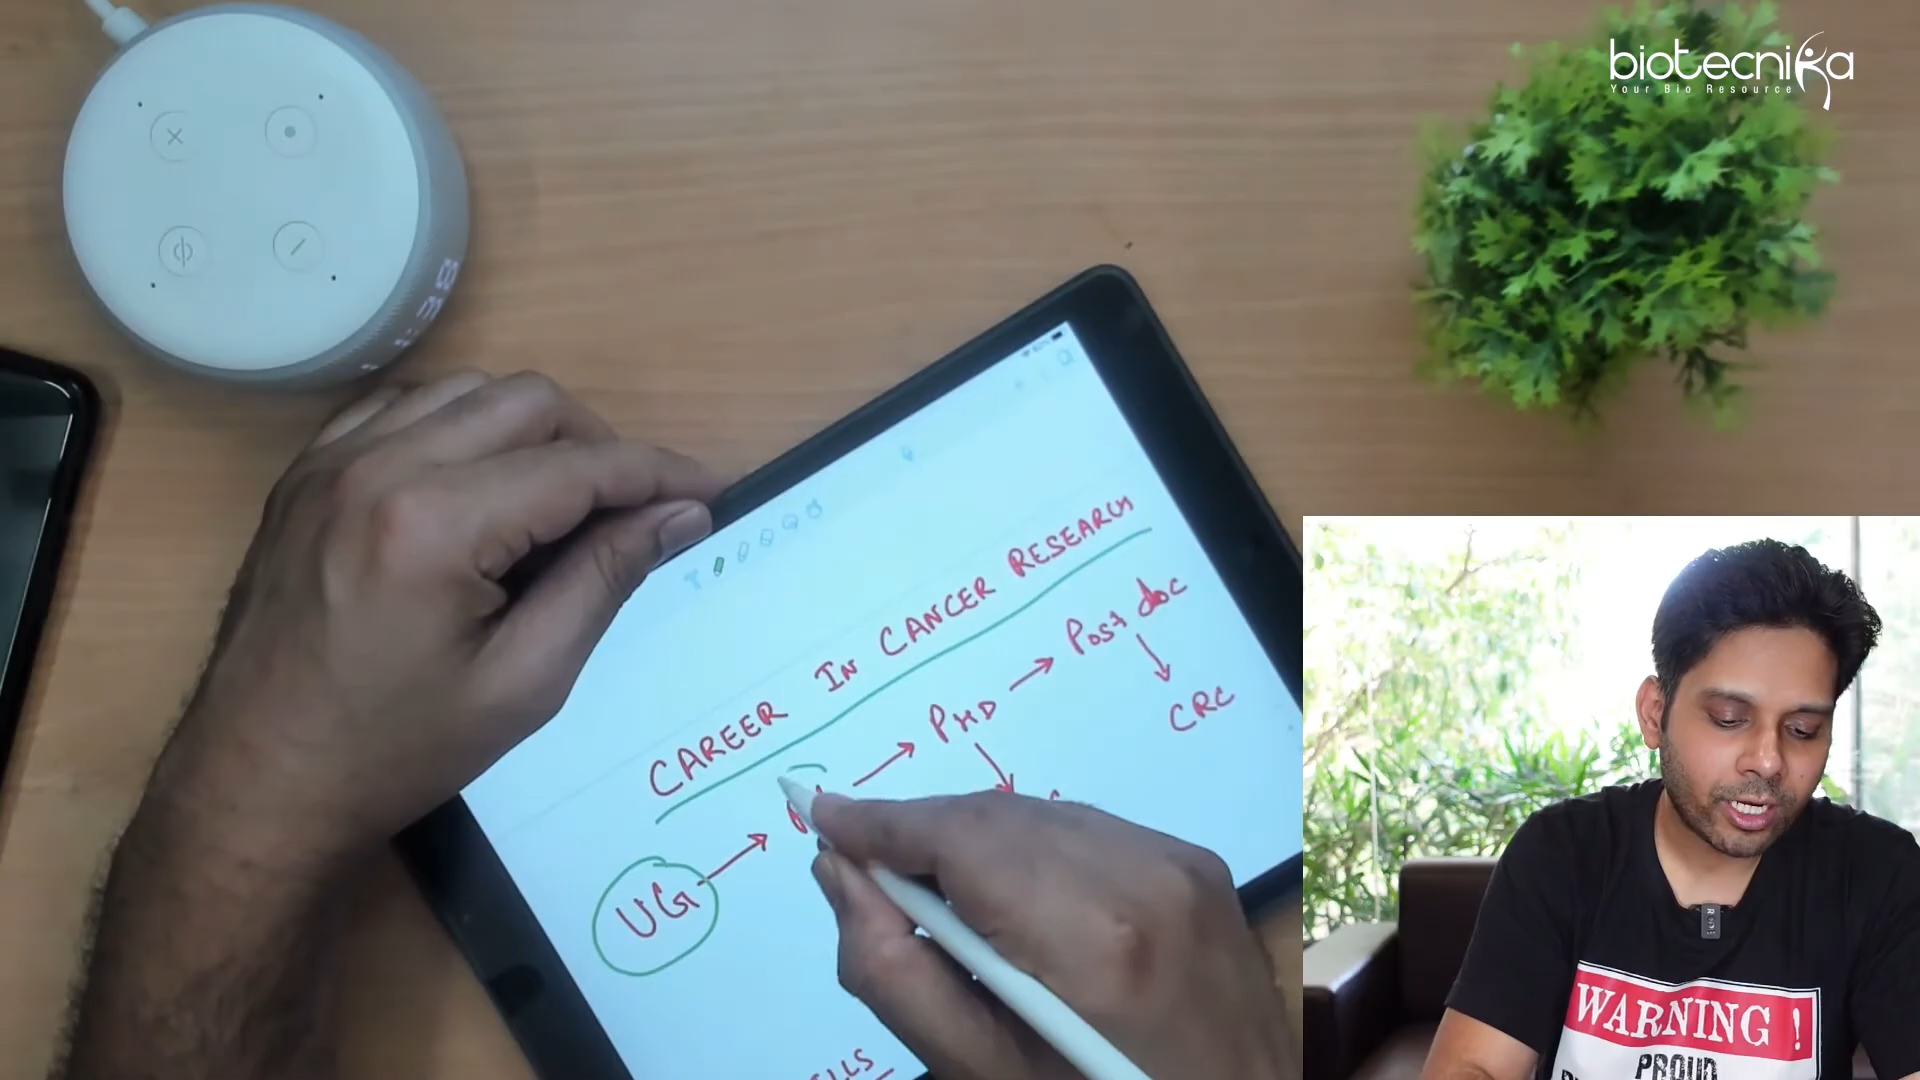 biotecnika
Your Bio Resource
CAREER IN CANCER RESEARCH
UG → → PHD → Post doc
CRC
WARNING !
PROUD